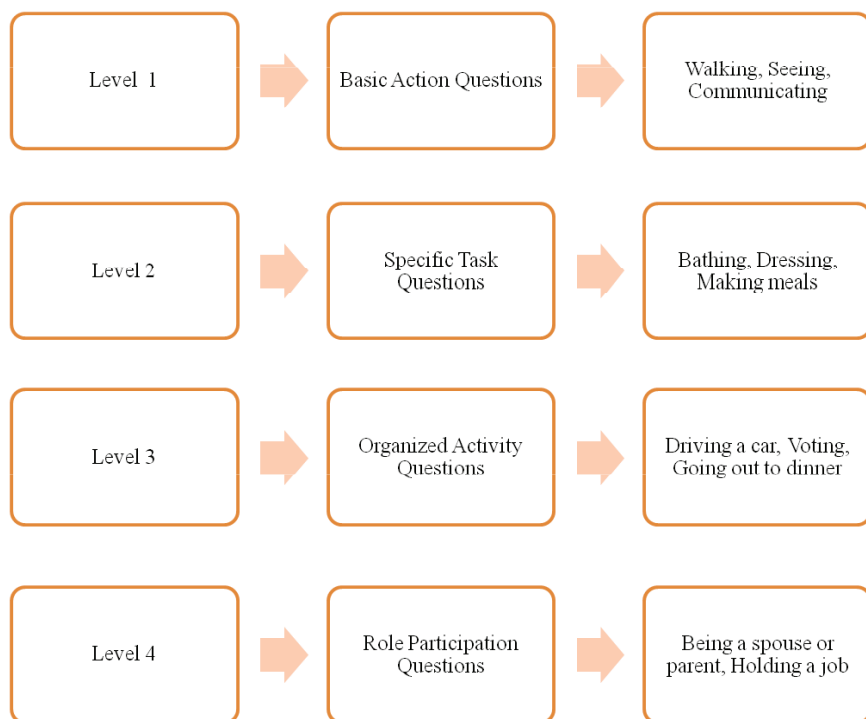 Level 1
Basic Action Questions
Walking, Seeing,
Communicating
Level 2
Specific Task
Questions
Bathing, Dressing,
Making meals
Level 3
Organized Activity
Questions
Driving a car, Voting,
Going out to dinner
Level 4
Role Participation
Questions
Being a spouse or
parent, Holding a job